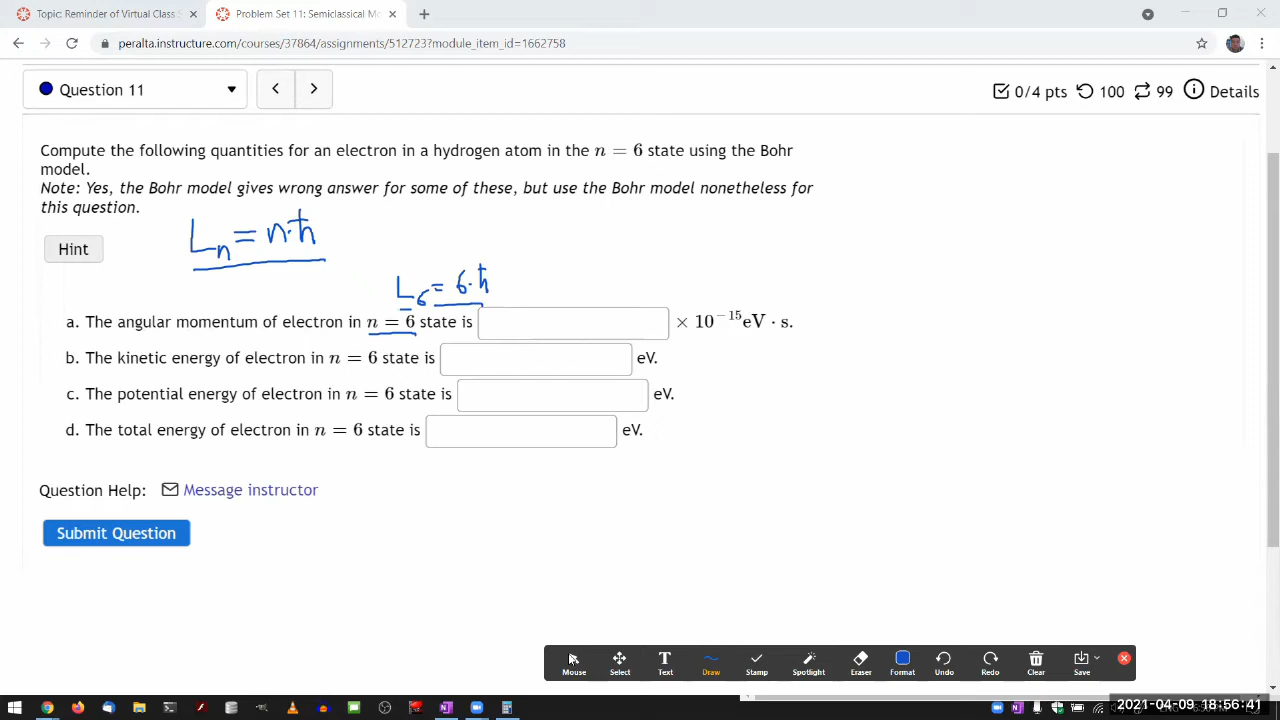 Topic: Reminder of Virtual Class S
Problem Set 11: Semiclassical Mo
peralta.instructure.com/courses/37864/assignments/512723?module_item_id=1662758
Question 11
0/4 pts 100 99 Details
Compute the following quantities for an electron in a hydrogen atom in the n = 6 state using the Bohr
model.
Note: Yes, the Bohr model gives wrong answer for some of these, but use the Bohr model nonetheless for
this question.
Lₙ = n·ħ
Hint
L₆ = 6·ħ
a. The angular momentum of electron in n = 6 state is × 10⁻¹⁵eV · s.
b. The kinetic energy of electron in n = 6 state is eV.
c. The potential energy of electron in n = 6 state is eV.
d. The total energy of electron in n = 6 state is eV.
Question Help: Message instructor
Submit Question
Mouse Select Text Draw Stamp Spotlight Eraser Format Undo Redo Clear Save
2021-04-09 18:56:41